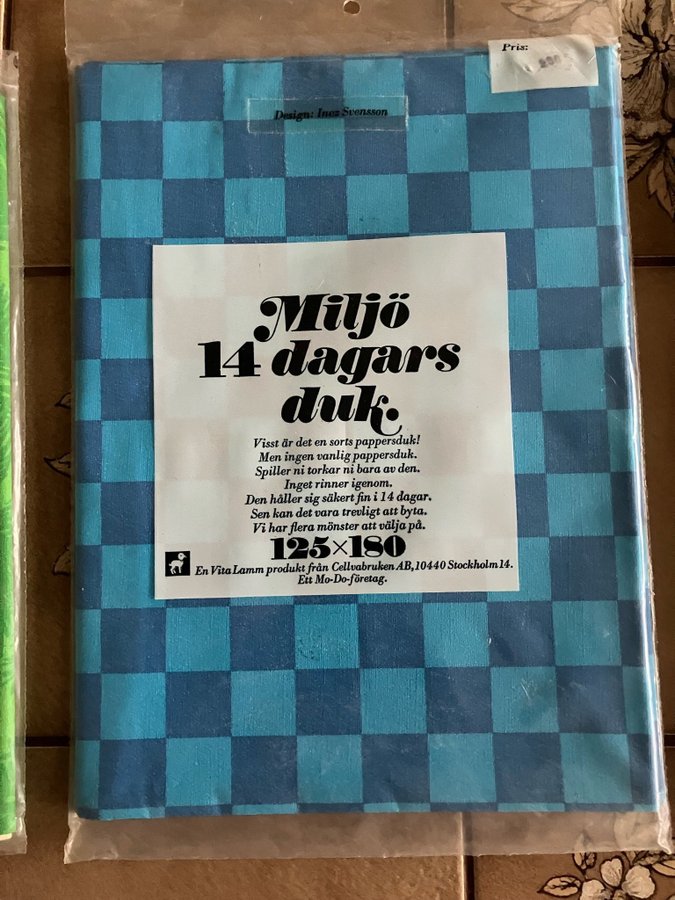 Pris:
Design: Inez Svensson
Miljö
14 dagars
duk.
Visst är det en sorts pappersduk!
Men ingen vanlig pappersduk.
Spiller ni torkar ni bara av den.
Inget rinner igenom.
Den håller sig säkert fin i 14 dagar.
Sen kan det vara trevligt att byta.
Vi har flera mönster att välja på.
125×180
En Vita Lamm produkt från Cellvabruken AB, 10440 Stockholm 14.
Ett Mo-Do-företag.